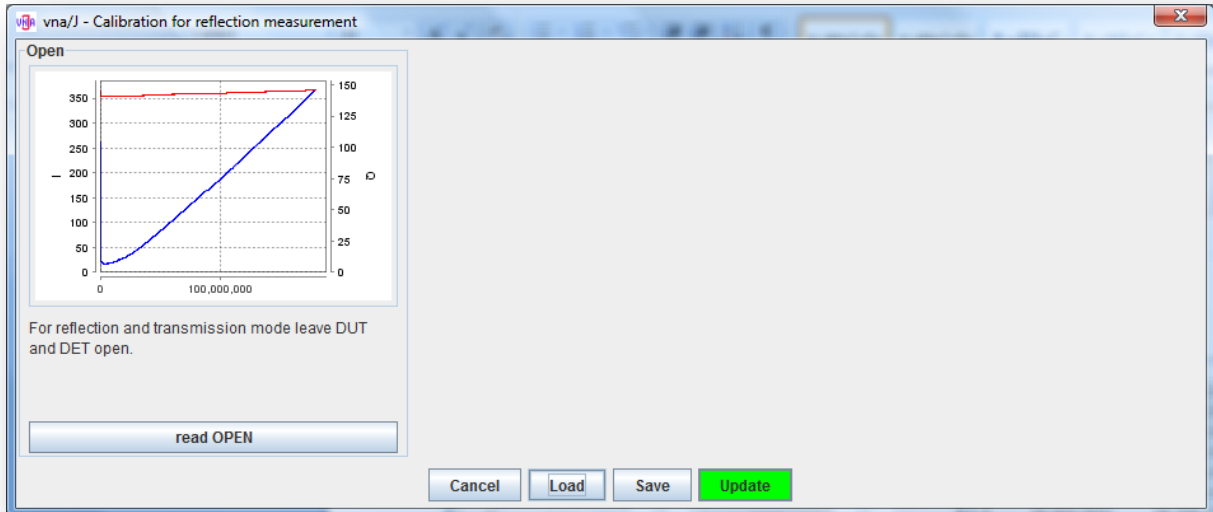 vna/J - Calibration for reflection measurement
Open
350
300
250
200
150
100
50
0
I
150
125
100
75
50
25
0
Q
0
100,000,000
For reflection and transmission mode leave DUT
and DET open.
read OPEN
Cancel
Load
Save
Update